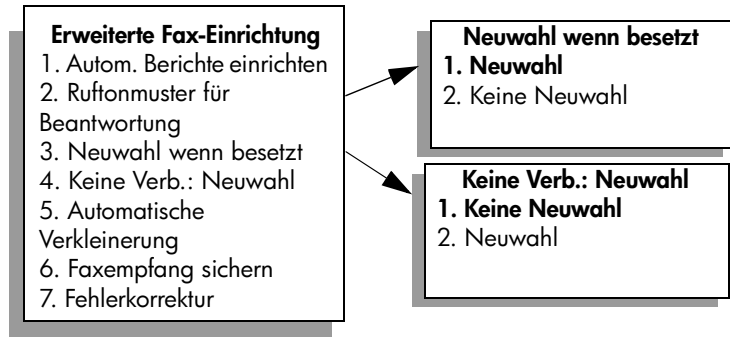 Erweiterte Fax-Einrichtung
1. Autom. Berichte einrichten
2. Ruftonmuster für
Beantwortung
3. Neuwahl wenn besetzt
4. Keine Verb.: Neuwahl
5. Automatische
Verkleinerung
6. Faxempfang sichern
7. Fehlerkorrektur
Neuwahl wenn besetzt
1. Neuwahl
2. Keine Neuwahl
Keine Verb.: Neuwahl
1. Keine Neuwahl
2. Neuwahl